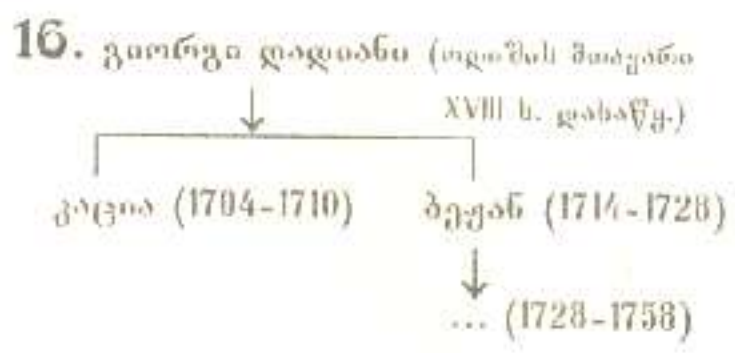 16. გიორგი დადიანი (ოდიშის მთავარი
XVIII ს. დასაწყ.)
კაცია (1704-1710) ბეჟან (1714-1728)
... (1728-1758)